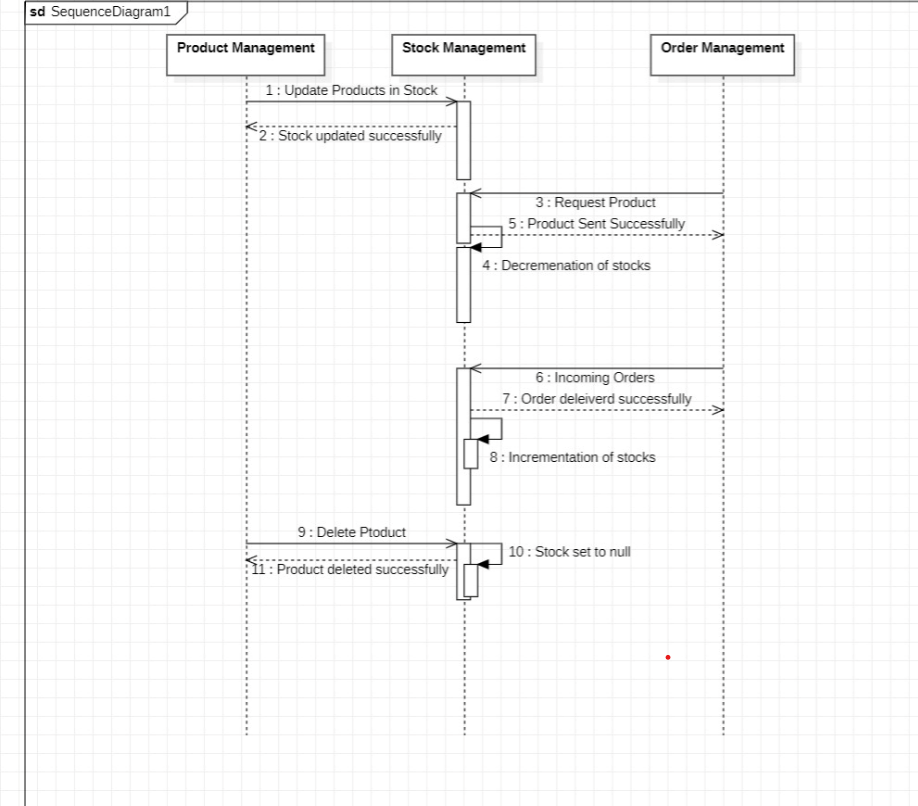 sd SequenceDiagram1
Product Management
Stock Management
Order Management
1 : Update Products in Stock
2 : Stock updated successfully
3 : Request Product
5 : Product Sent Successfully
4 : Decremenation of stocks
6 : Incoming Orders
7 : Order deleiverd successfully
8 : Incrementation of stocks
9 : Delete Ptoduct
10 : Stock set to null
11 : Product deleted successfully